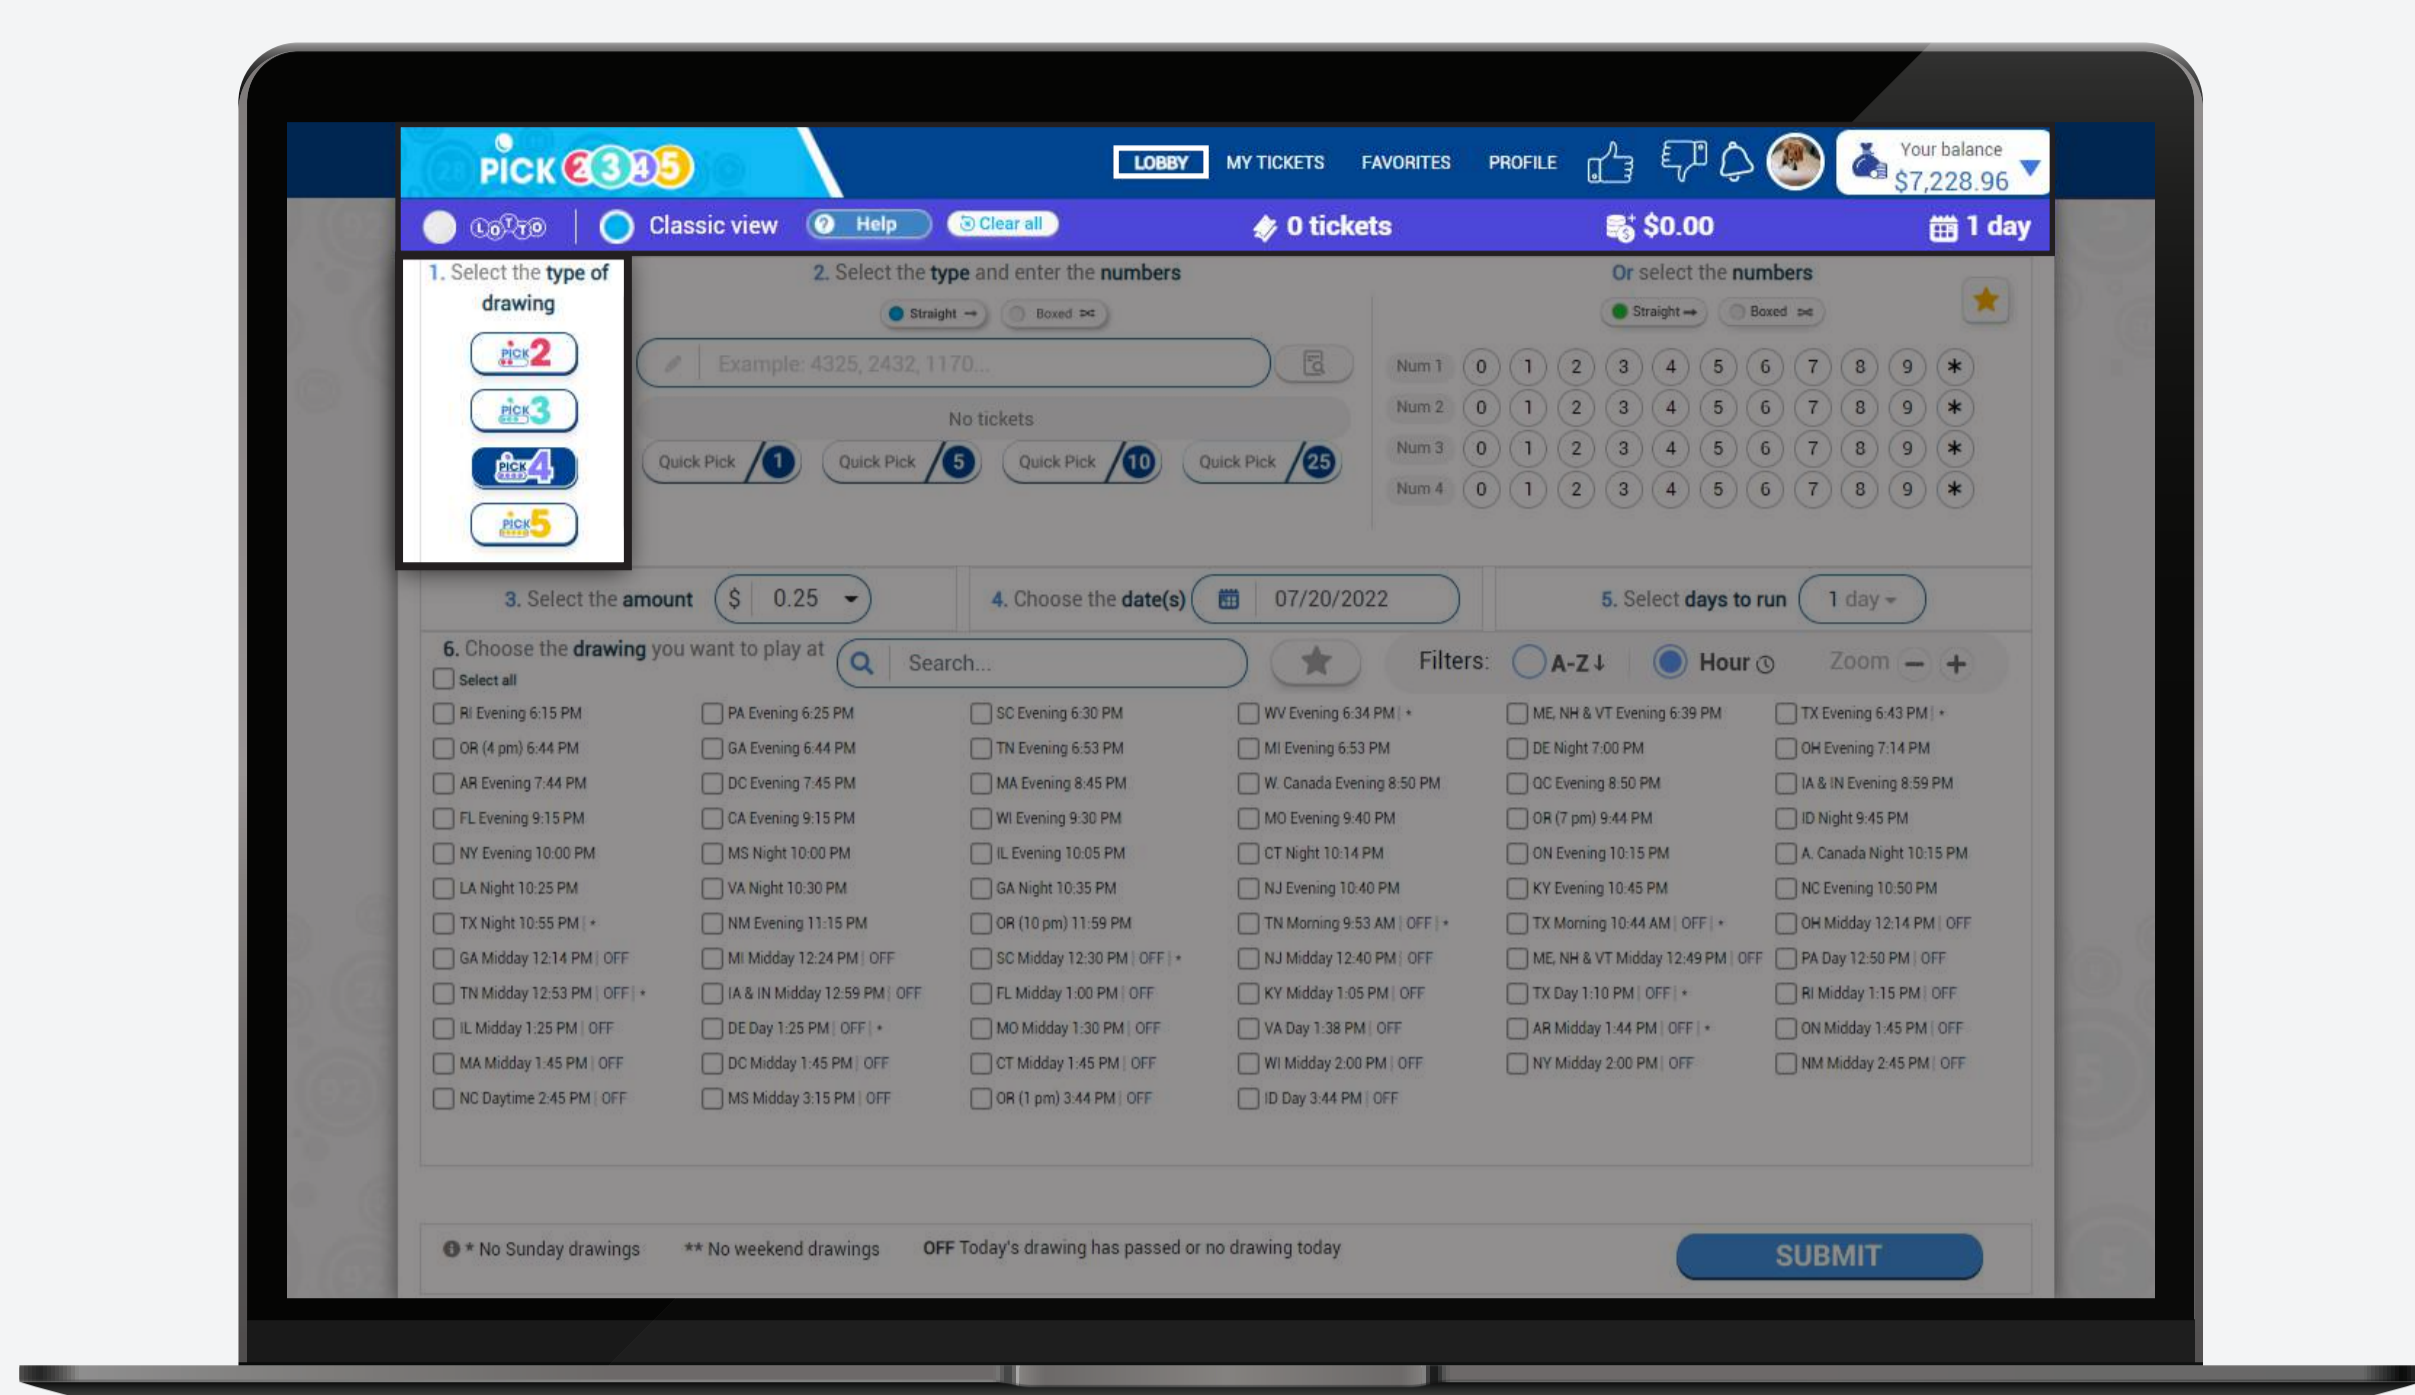 PICK 2345
LOBBY MY TICKETS FAVORITES PROFILE Your balance
$7,228.96
LOTTO Classic view ? Help Clear all 0 tickets $0.00 1 day
1. Select the type of
drawing
PICK 2
PICK 3
PICK 4
PICK 5
2. Select the type and enter the numbers
Straight → Boxed
Example: 4325, 2432, 1170...
No tickets
Quick Pick /1 Quick Pick /5 Quick Pick /10 Quick Pick /25
Or select the numbers
Straight → Boxed
Num 1 0 1 2 3 4 5 6 7 8 9 *
Num 2 0 1 2 3 4 5 6 7 8 9 *
Num 3 0 1 2 3 4 5 6 7 8 9 *
Num 4 0 1 2 3 4 5 6 7 8 9 *
3. Select the amount $ 0.25 4. Choose the date(s) 07/20/2022 5. Select days to run 1 day
6. Choose the drawing you want to play at Search... Filters: A-Z↓ Hour Zoom − +
Select all
RI Evening 6:15 PM PA Evening 6:25 PM SC Evening 6:30 PM WV Evening 6:34 PM | * ME, NH & VT Evening 6:39 PM TX Evening 6:43 PM | *
OR (4 pm) 6:44 PM GA Evening 6:44 PM TN Evening 6:53 PM MI Evening 6:53 PM DE Night 7:00 PM OH Evening 7:14 PM
AR Evening 7:44 PM DC Evening 7:45 PM MA Evening 8:45 PM W. Canada Evening 8:50 PM QC Evening 8:50 PM IA & IN Evening 8:59 PM
FL Evening 9:15 PM CA Evening 9:15 PM WI Evening 9:30 PM MO Evening 9:40 PM OR (7 pm) 9:44 PM ID Night 9:45 PM
NY Evening 10:00 PM MS Night 10:00 PM IL Evening 10:05 PM CT Night 10:14 PM ON Evening 10:15 PM A. Canada Night 10:15 PM
LA Night 10:25 PM VA Night 10:30 PM GA Night 10:35 PM NJ Evening 10:40 PM KY Evening 10:45 PM NC Evening 10:50 PM
TX Night 10:55 PM | * NM Evening 11:15 PM OR (10 pm) 11:59 PM TN Morning 9:53 AM | OFF | * TX Morning 10:44 AM | OFF | * OH Midday 12:14 PM | OFF
GA Midday 12:14 PM | OFF MI Midday 12:24 PM | OFF SC Midday 12:30 PM | OFF | * NJ Midday 12:40 PM | OFF ME, NH & VT Midday 12:49 PM | OFF PA Day 12:50 PM | OFF
TN Midday 12:53 PM | OFF | * IA & IN Midday 12:59 PM | OFF FL Midday 1:00 PM | OFF KY Midday 1:05 PM | OFF TX Day 1:10 PM | OFF | * RI Midday 1:15 PM | OFF
IL Midday 1:25 PM | OFF DE Day 1:25 PM | OFF | * MO Midday 1:30 PM | OFF VA Day 1:38 PM | OFF AR Midday 1:44 PM | OFF | * ON Midday 1:45 PM | OFF
MA Midday 1:45 PM | OFF DC Midday 1:45 PM | OFF CT Midday 1:45 PM | OFF WI Midday 2:00 PM | OFF NY Midday 2:00 PM | OFF NM Midday 2:45 PM | OFF
NC Daytime 2:45 PM | OFF MS Midday 3:15 PM | OFF OR (1 pm) 3:44 PM | OFF ID Day 3:44 PM | OFF
* No Sunday drawings ** No weekend drawings OFF Today's drawing has passed or no drawing today
SUBMIT